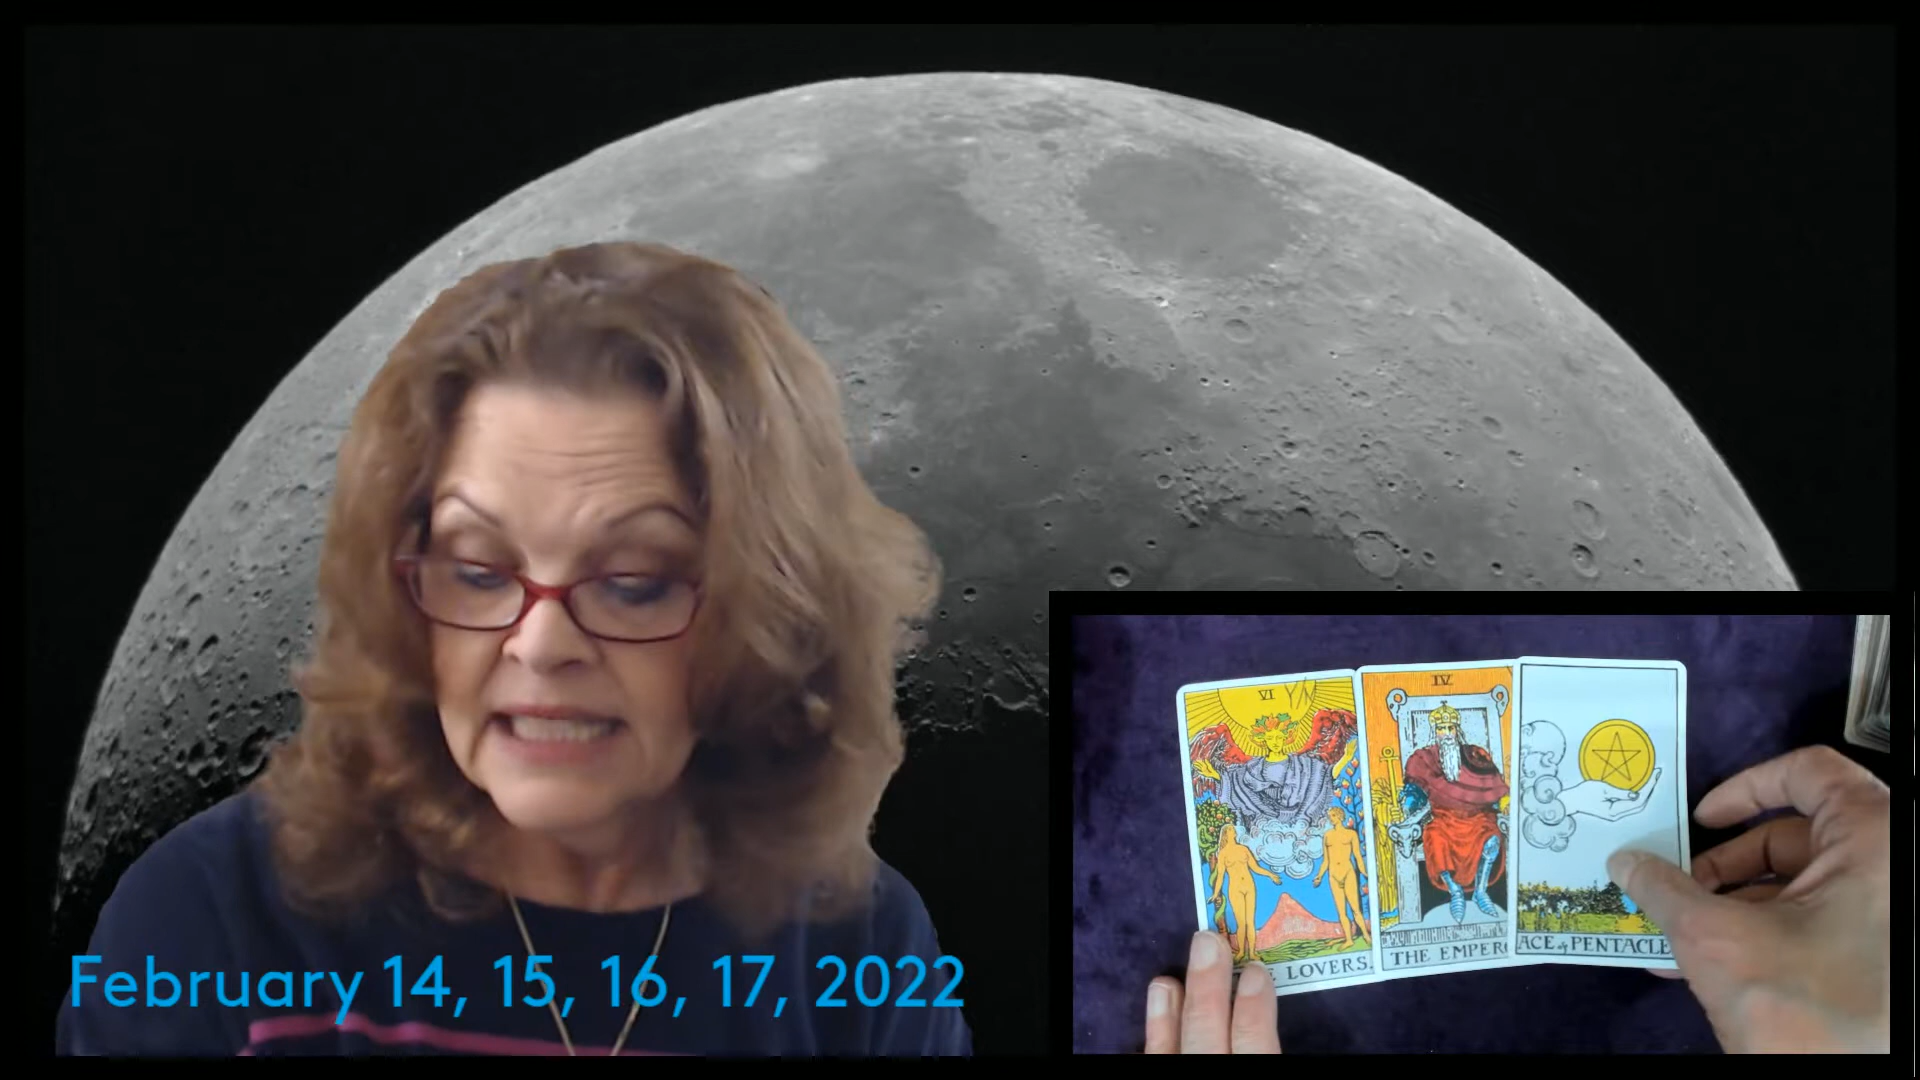 February 14, 15, 16, 17, 2022
VI
IV
E LOVERS.
THE EMPER
ACE of PENTACLE